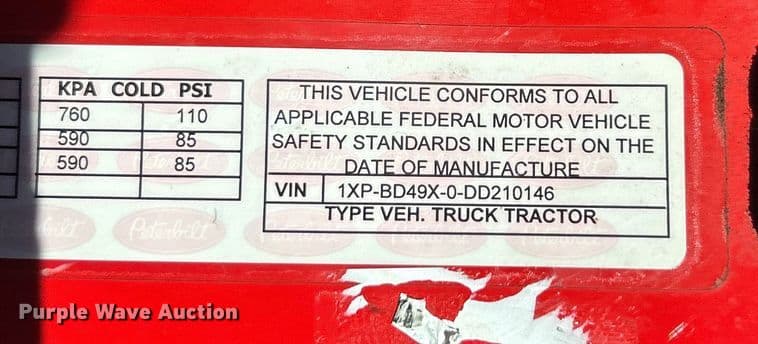 KPA COLD PSI
760 110
590 85
590 85
THIS VEHICLE CONFORMS TO ALL
APPLICABLE FEDERAL MOTOR VEHICLE
SAFETY STANDARDS IN EFFECT ON THE
DATE OF MANUFACTURE
VIN 1XP-BD49X-0-DD210146
TYPE VEH. TRUCK TRACTOR
Peterbilt
Purple Wave Auction